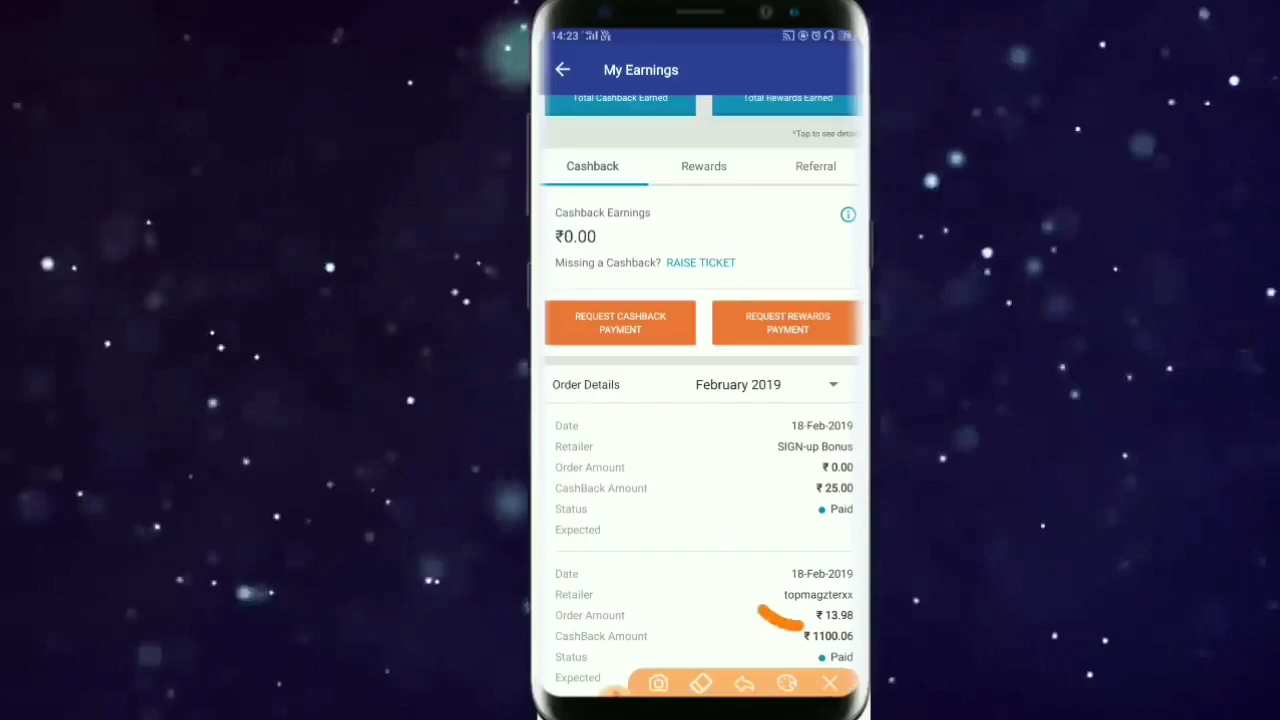 14:23
My Earnings
Total Cashback Earned
Total Rewards Earned
*Tap to see detai
Cashback
Rewards
Referral
Cashback Earnings
₹0.00
Missing a Cashback? RAISE TICKET
REQUEST CASHBACK
PAYMENT
REQUEST REWARDS
PAYMENT
Order Details
February 2019
Date
18-Feb-2019
Retailer
SIGN-up Bonus
Order Amount
₹ 0.00
CashBack Amount
₹ 25.00
Status
Paid
Expected
Date
18-Feb-2019
Retailer
topmagzterxx
Order Amount
₹ 13.98
CashBack Amount
₹ 1100.06
Status
Paid
Expected